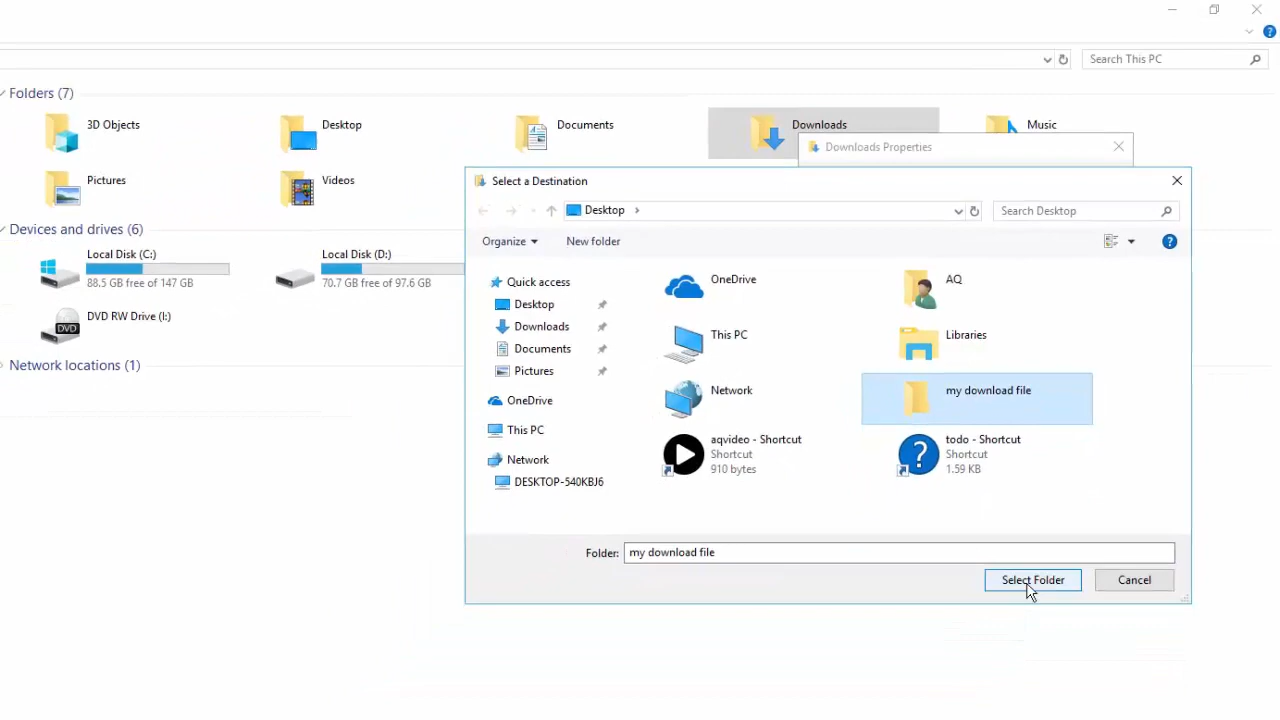 Search This PC
Folders (7)
3D Objects
Desktop
Documents
Downloads
Music
Downloads Properties
Pictures
Videos
Select a Destination
Desktop
Search Desktop
Devices and drives (6)
Organize
New folder
Local Disk (C:)
88.5 GB free of 147 GB
Local Disk (D:)
70.7 GB free of 97.6 GB
DVD RW Drive (I:)
DVD
Network locations (1)
Quick access
Desktop
Downloads
Documents
Pictures
OneDrive
This PC
Network
DESKTOP-540KBJ6
OneDrive
AQ
This PC
Libraries
Network
my download file
aqvideo - Shortcut
Shortcut
910 bytes
todo - Shortcut
Shortcut
1.59 KB
Folder:
my download file
Select Folder
Cancel